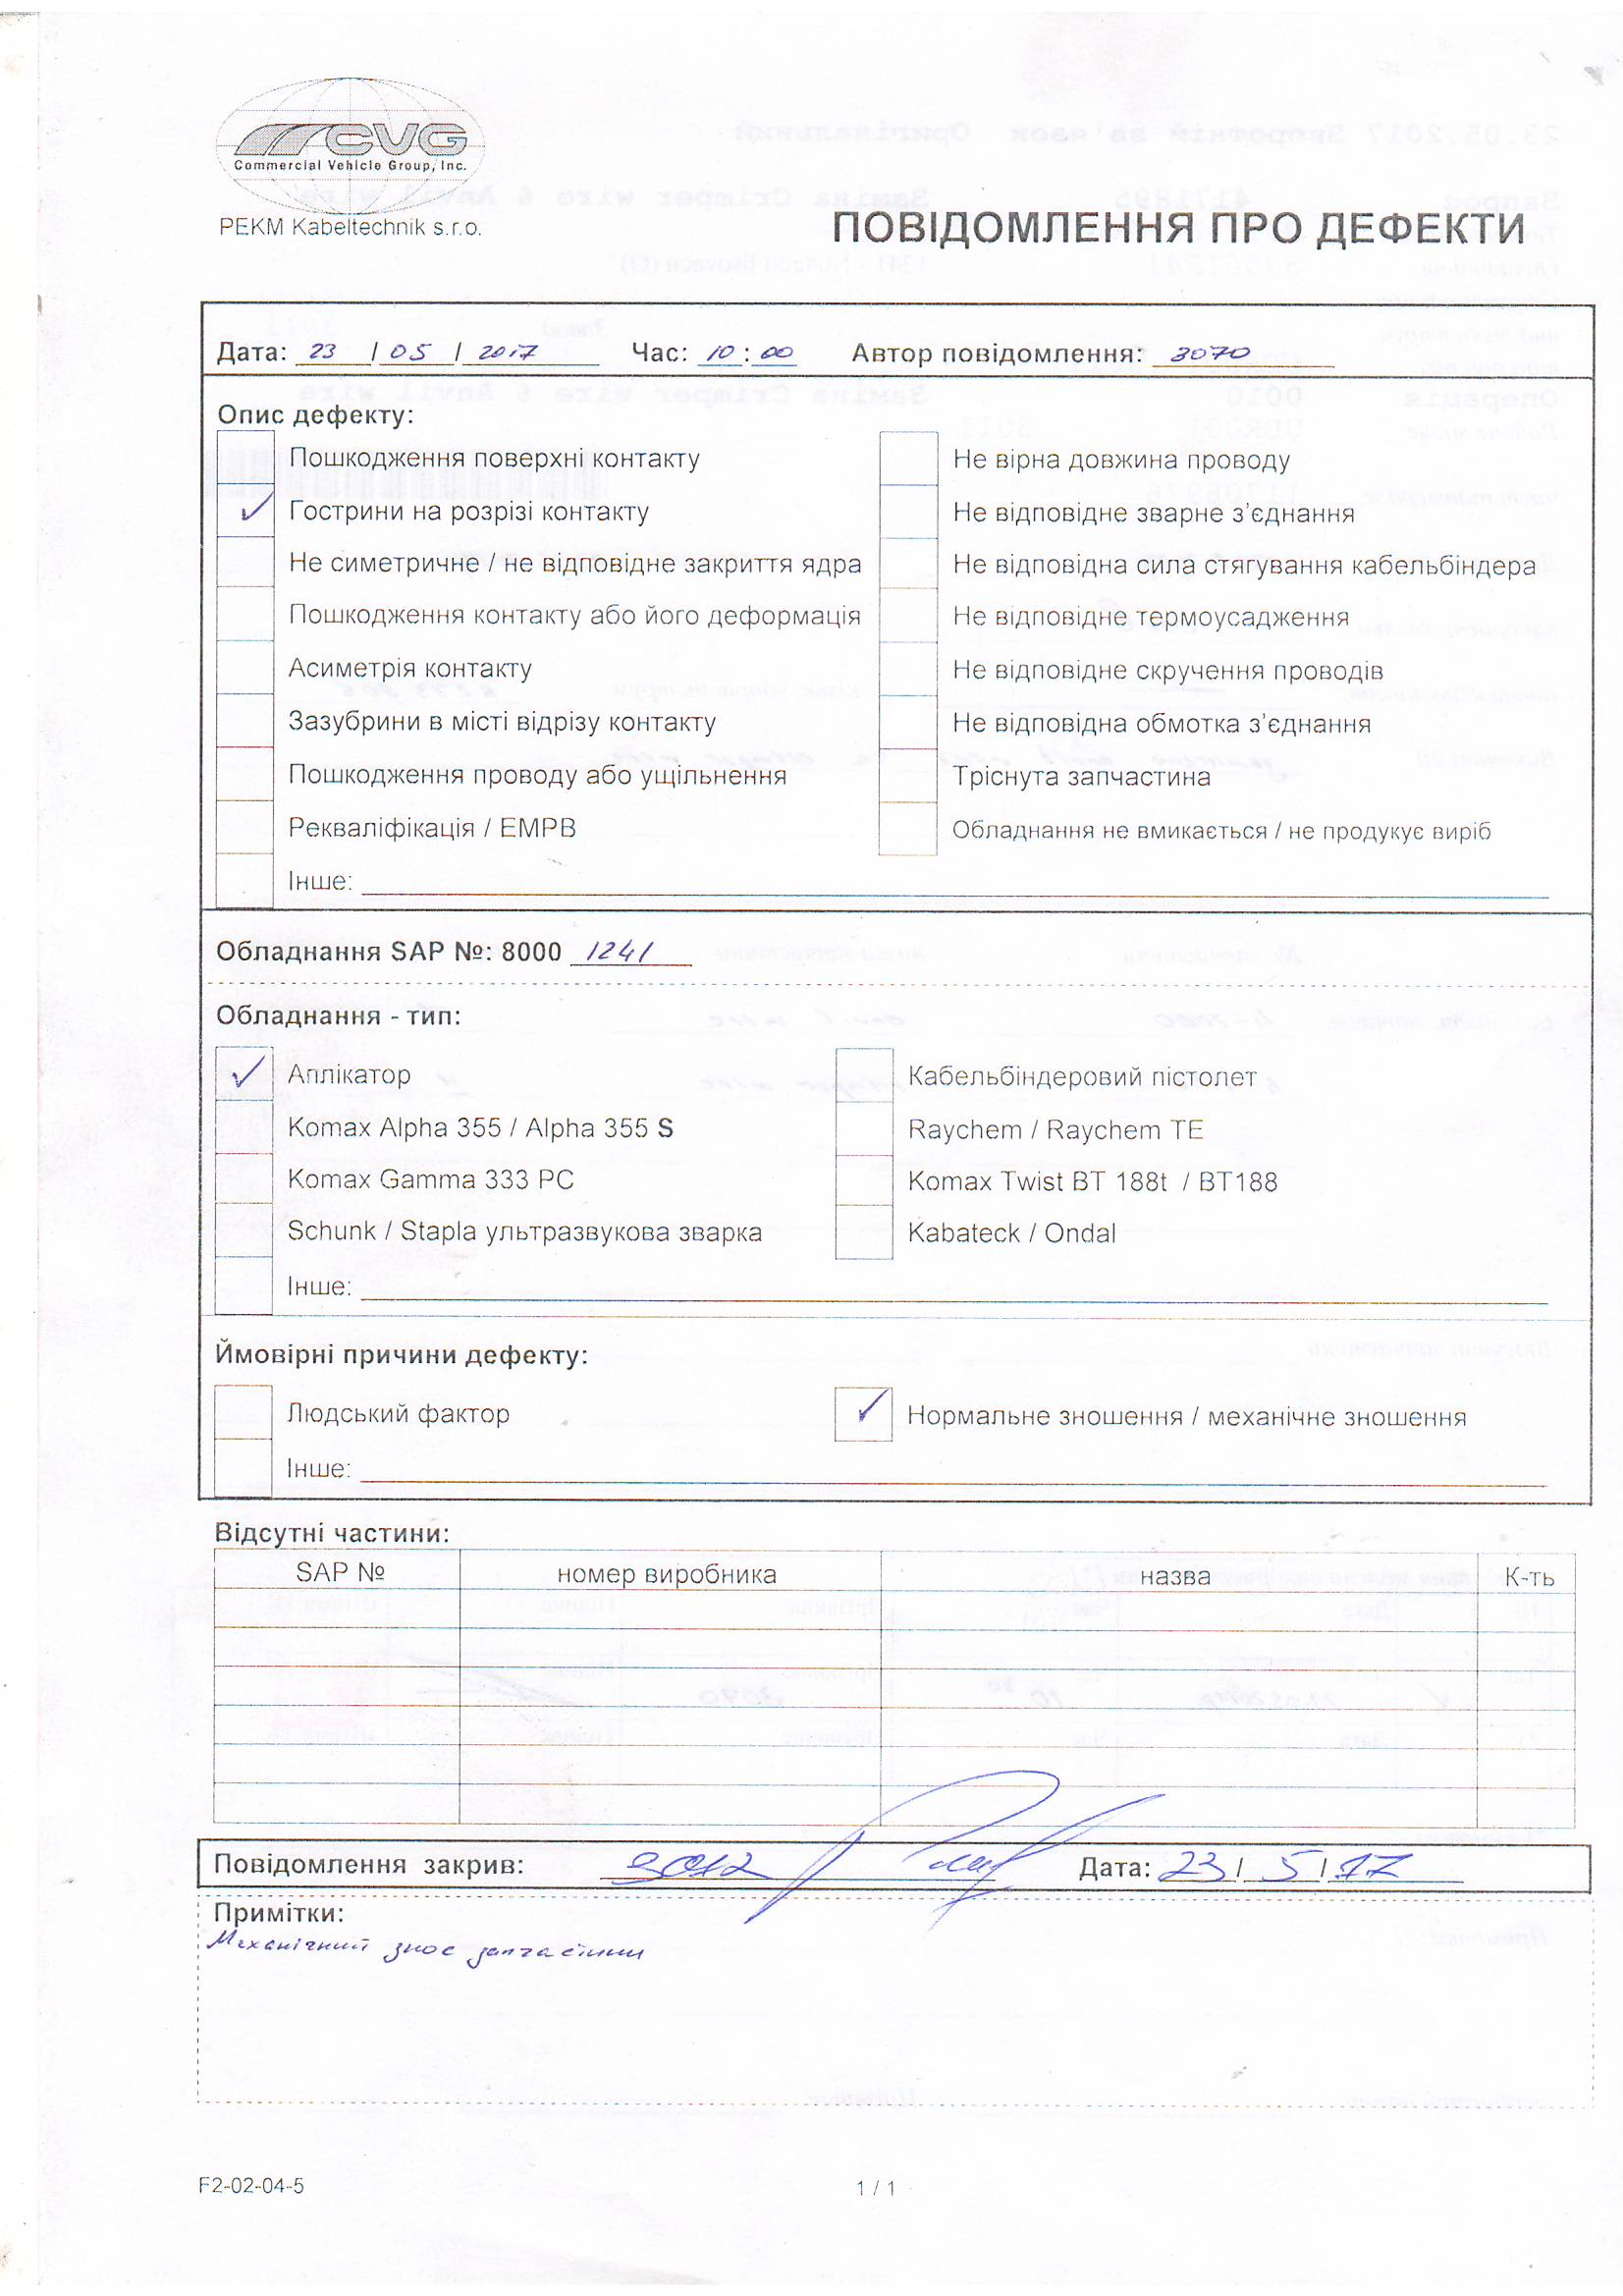 CVG
Commercial Vehicle Group, Inc.
PEKM Kabeltechnik s.r.o.
ПОВІДОМЛЕННЯ ПРО ДЕФЕКТИ
Дата: 23 / 05 / 2017 Час: 10 : 00 Автор повідомлення: 3070
Опис дефекту:
Пошкодження поверхні контакту Не вірна довжина проводу
✓ Гострини на розрізі контакту Не відповідне зварне з'єднання
Не симетричне / не відповідне закриття ядра Не відповідна сила стягування кабельбіндера
Пошкодження контакту або його деформація Не відповідне термоусадження
Асиметрія контакту Не відповідне скручення проводів
Зазубрини в місті відрізу контакту Не відповідна обмотка з'єднання
Пошкодження проводу або ущільнення Тріснута запчастина
Рекваліфікація / EMPB Обладнання не вмикається / не продукує виріб
Інше:
Обладнання SAP №: 8000 1241
Обладнання - тип:
✓ Аплікатор Кабельбіндеровий пістолет
Komax Alpha 355 / Alpha 355 S Raychem / Raychem TE
Komax Gamma 333 PC Komax Twist BT 188t / BT188
Schunk / Stapla ультразвукова зварка Kabateck / Ondal
Інше:
Ймовірні причини дефекту:
Людський фактор ✓ Нормальне зношення / механічне зношення
Інше:
Відсутні частини:
SAP № номер виробника назва К-ть
Повідомлення закрив: 3012 Дата: 23 / 5 / 17
Примітки:
Механічний знос запчастини
F2-02-04-5 1 / 1